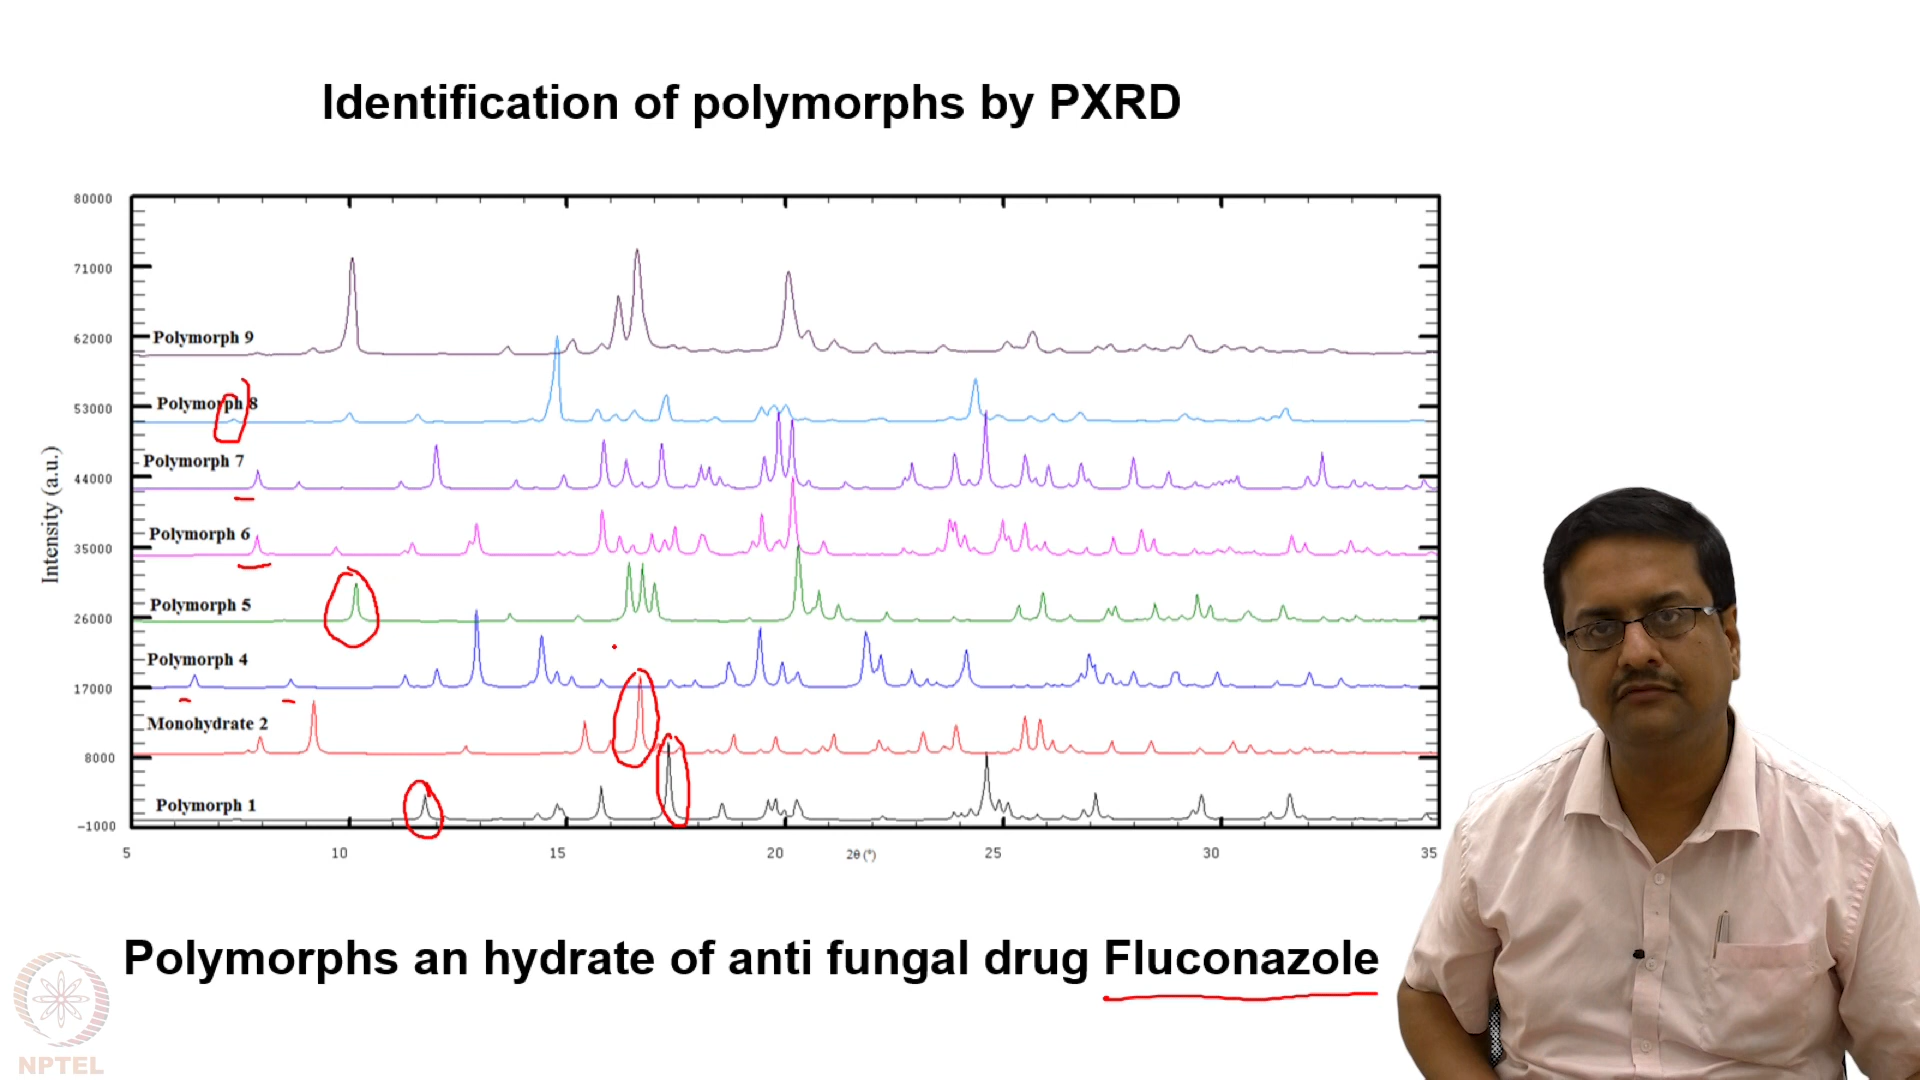 Identification of polymorphs by PXRD
80000
71000
Polymorph 9
62000
Polymorph 8
53000
Polymorph 7
44000
Polymorph 6
35000
Polymorph 5
26000
Polymorph 4
17000
Monohydrate 2
8000
Polymorph 1
-1000
Intensity (a.u.)
5 10 15 20 2θ (°) 25 30 35
Polymorphs an hydrate of anti fungal drug Fluconazole
NPTEL